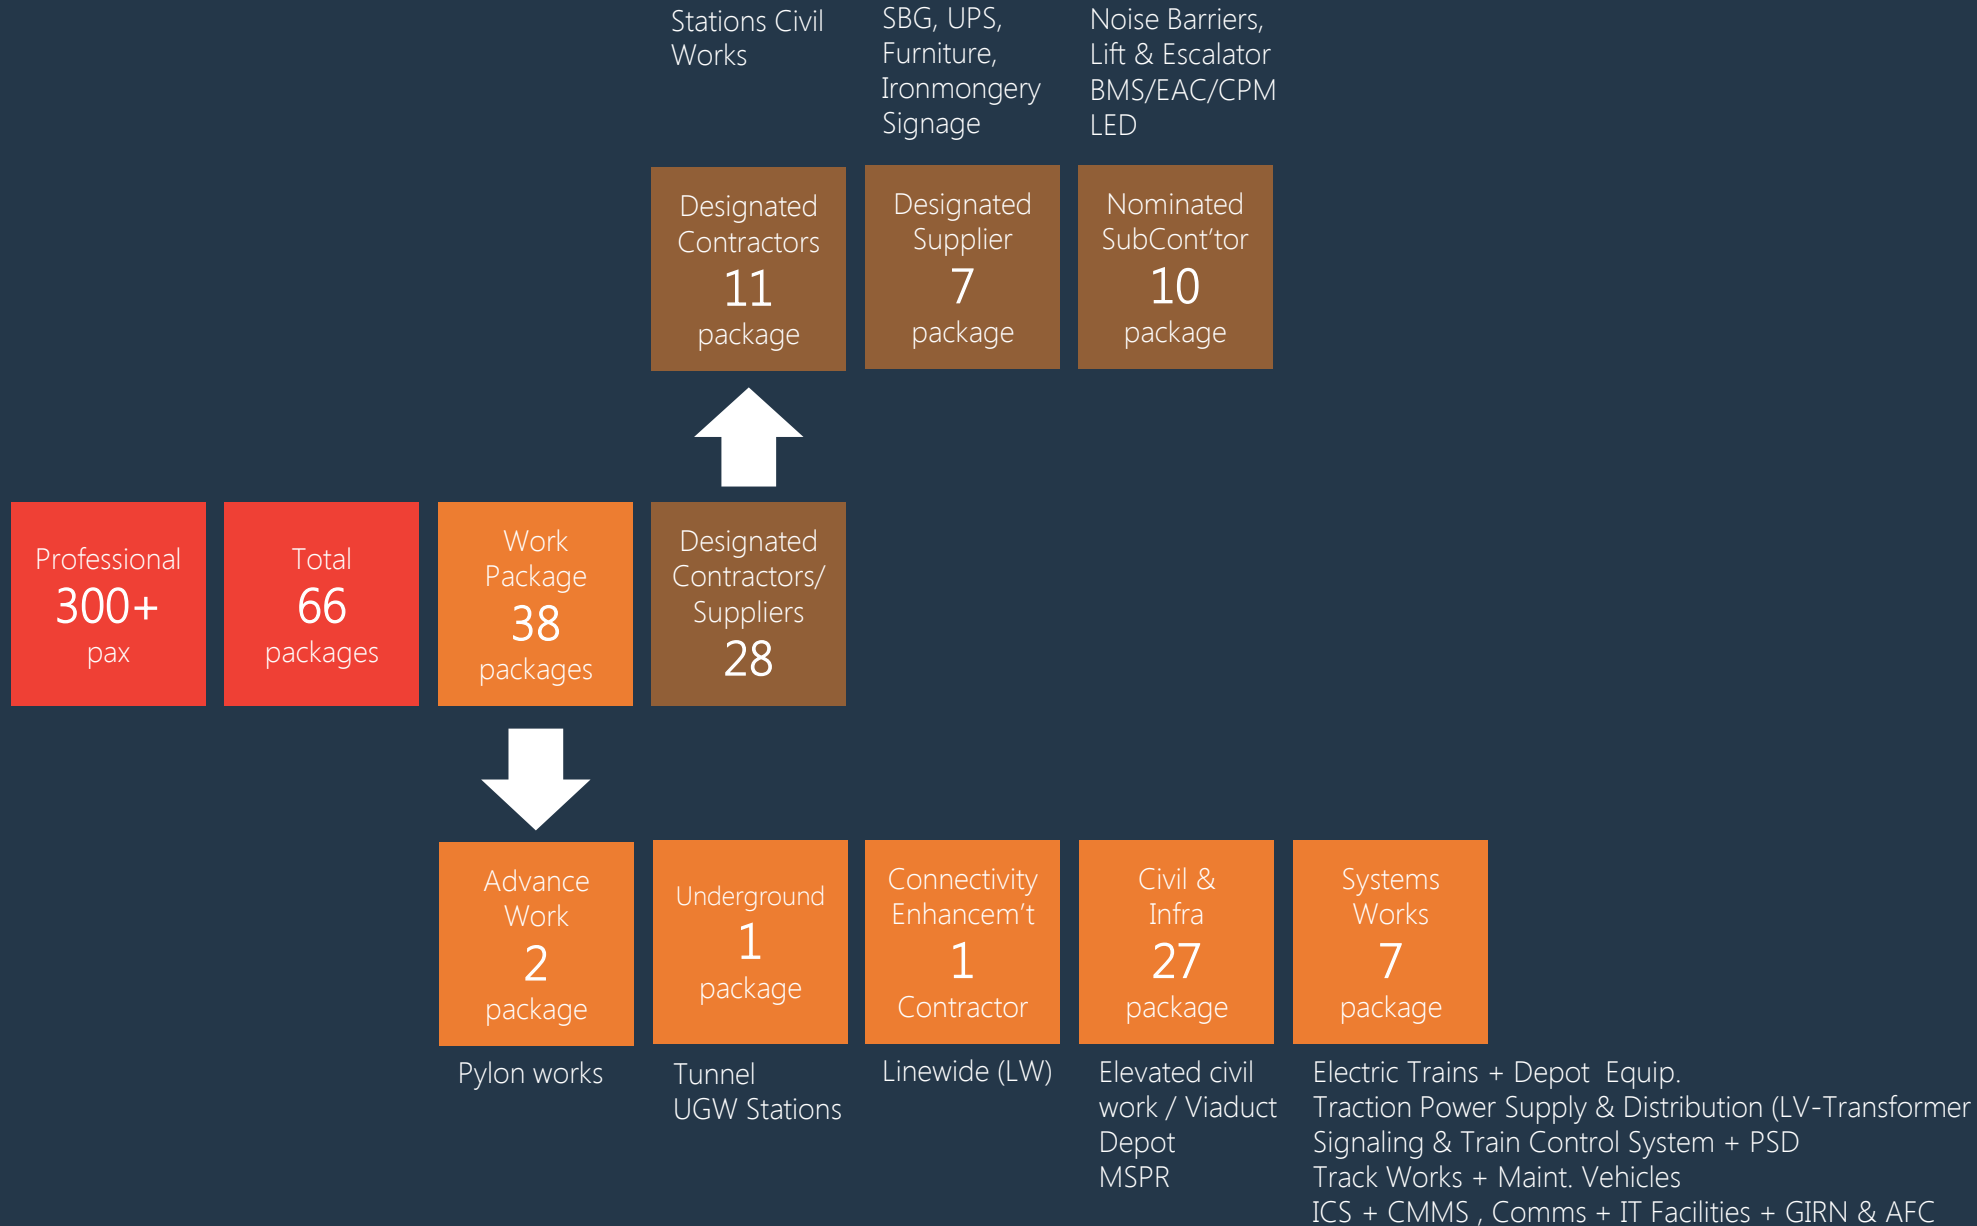 Stations Civil
Works
SBG, UPS,
Furniture,
Ironmongery
Signage
Noise Barriers,
Lift & Escalator
BMS/EAC/CPM
LED
Designated
Contractors
11
package
Designated
Supplier
7
package
Nominated
SubCont'tor
10
package
Professional
300+
pax
Total
66
packages
Work
Package
38
packages
Designated
Contractors/
Suppliers
28
Advance
Work
2
package
Underground
1
package
Connectivity
Enhancem't
1
Contractor
Civil &
Infra
27
package
Systems
Works
7
package
Pylon works
Tunnel
UGW Stations
Linewide (LW)
Elevated civil
work / Viaduct
Depot
MSPR
Electric Trains + Depot  Equip.
Traction Power Supply & Distribution (LV-Transformer
Signaling & Train Control System + PSD
Track Works + Maint. Vehicles
ICS + CMMS , Comms + IT Facilities + GIRN & AFC